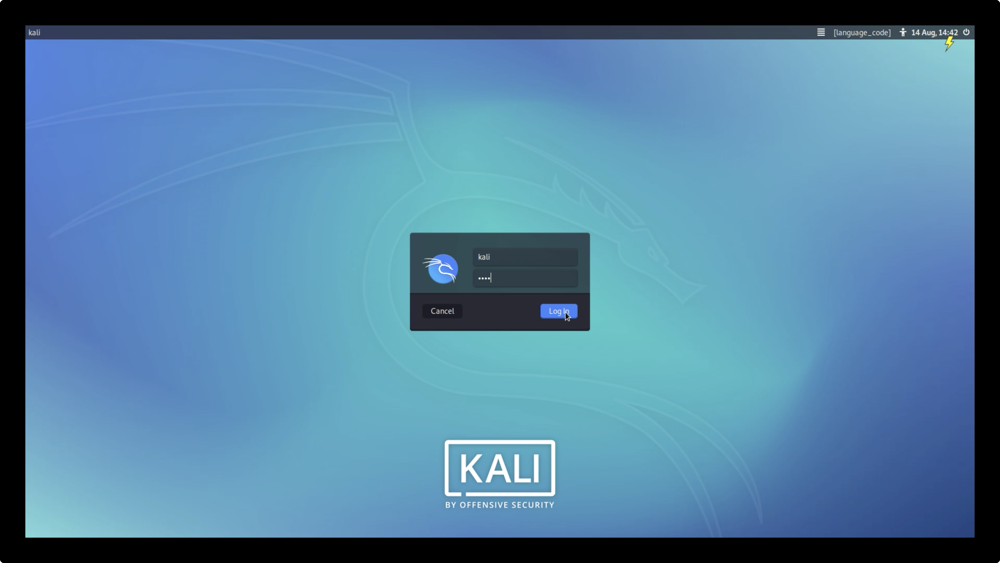 kali
[language_code]
14 Aug, 14:42
kali
••••
Cancel
Log In
KALI
BY OFFENSIVE SECURITY